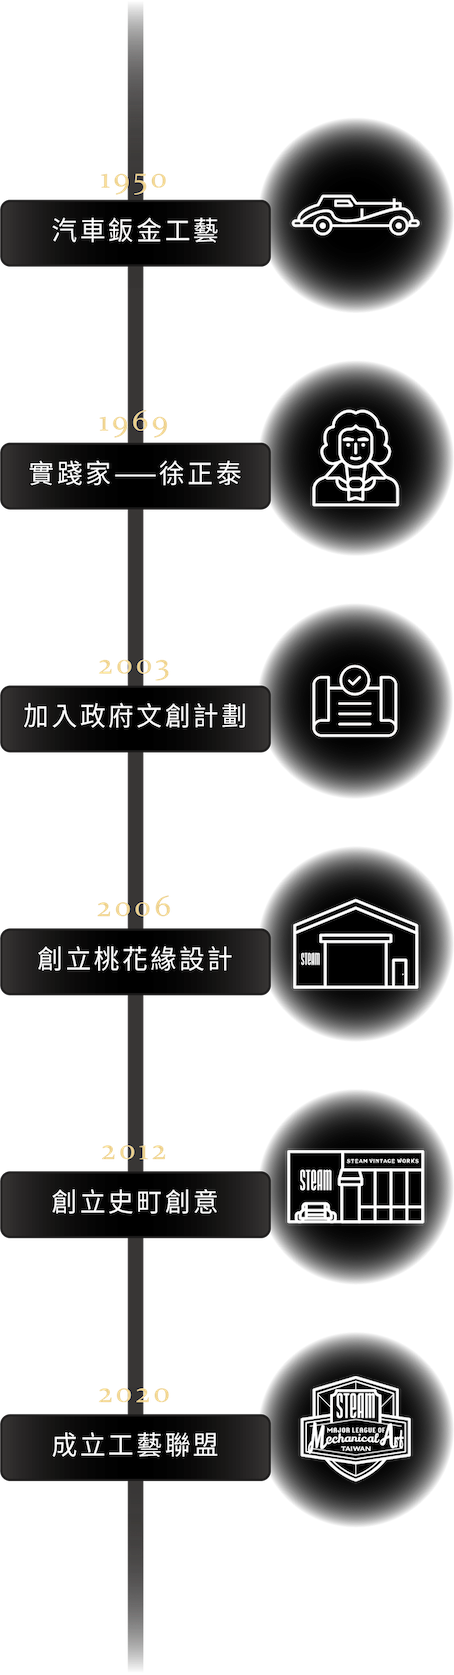 1950
汽車鈑金工藝
1969
實踐家——徐正泰
2003
加入政府文創計劃
2006
創立桃花緣設計
STEAM
2012
創立史町創意
STEAM
STEAM VINTAGE WORKS
2020
成立工藝聯盟
STEAM
MAJOR LEAGUE OF
Mechanical Art
TAIWAN